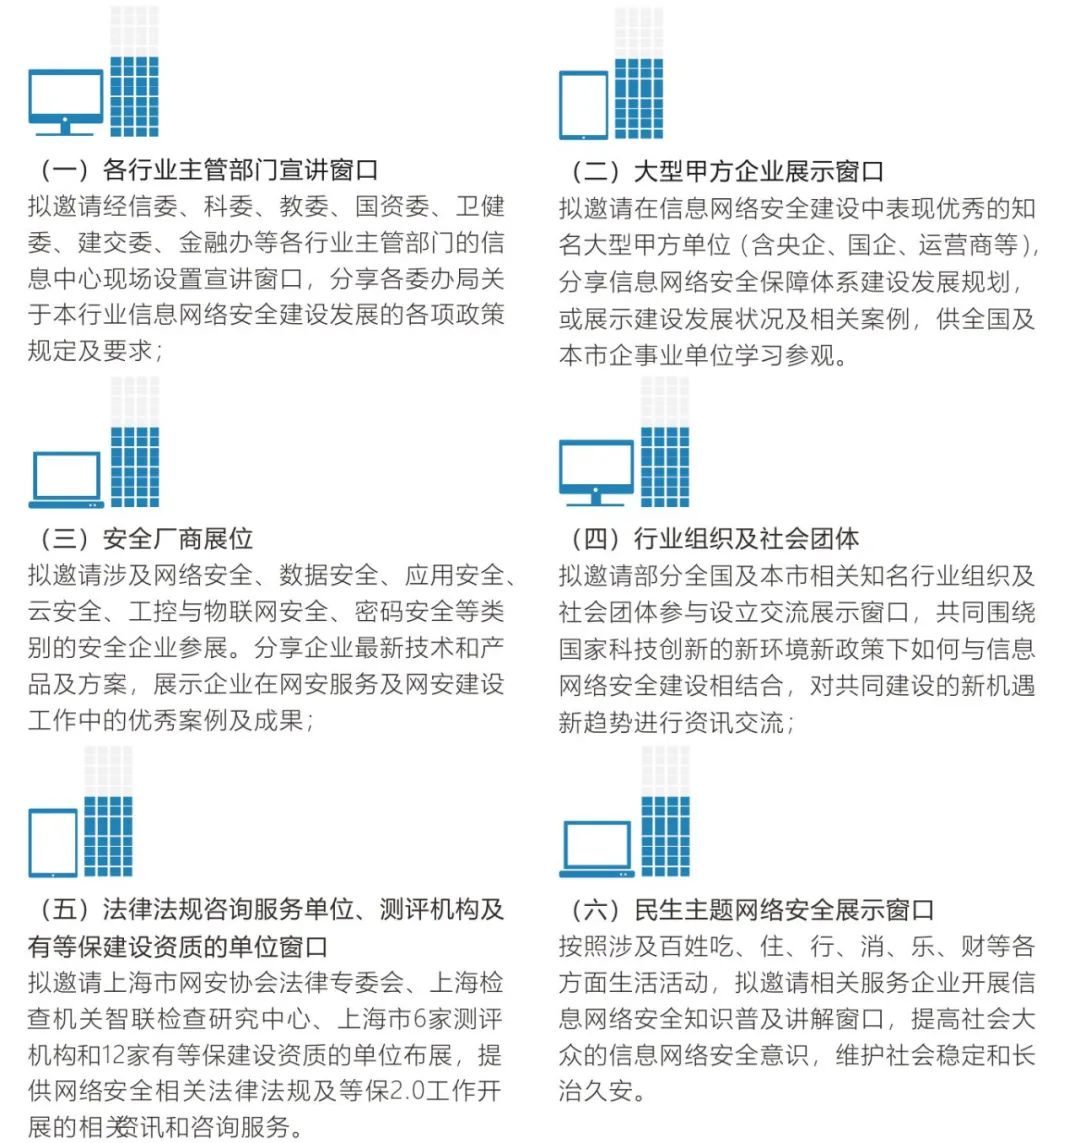 （一）各行业主管部门宣讲窗口
拟邀请经信委、科委、教委、国资委、卫健
委、建交委、金融办等各行业主管部门的信
息中心现场设置宣讲窗口，分享各委办局关
于本行业信息网络安全建设发展的各项政策
规定及要求；
（二）大型甲方企业展示窗口
拟邀请在信息网络安全建设中表现优秀的知
名大型甲方单位（含央企、国企、运营商等），
分享信息网络安全保障体系建设发展规划，
或展示建设发展状况及相关案例，供全国及
本市企事业单位学习参观。
（三）安全厂商展位
拟邀请涉及网络安全、数据安全、应用安全、
云安全、工控与物联网安全、密码安全等类
别的安全企业参展。分享企业最新技术和产
品及方案，展示企业在网安服务及网安建设
工作中的优秀案例及成果；
（四）行业组织及社会团体
拟邀请部分全国及本市相关知名行业组织及
社会团体参与设立交流展示窗口，共同围绕
国家科技创新的新环境新政策下如何与信息
网络安全建设相结合，对共同建设的新机遇
新趋势进行资讯交流；
（五）法律法规咨询服务单位、测评机构及
有等保建设资质的单位窗口
拟邀请上海市网安协会法律专委会、上海检
查机关智联检查研究中心、上海市6家测评
机构和12家有等保建设资质的单位布展，提
供网络安全相关法律法规及等保2.0工作开
展的相关资讯和咨询服务。
（六）民生主题网络安全展示窗口
按照涉及百姓吃、住、行、消、乐、财等各
方面生活活动，拟邀请相关服务企业开展信
息网络安全知识普及讲解窗口，提高社会大
众的信息网络安全意识，维护社会稳定和长
治久安。